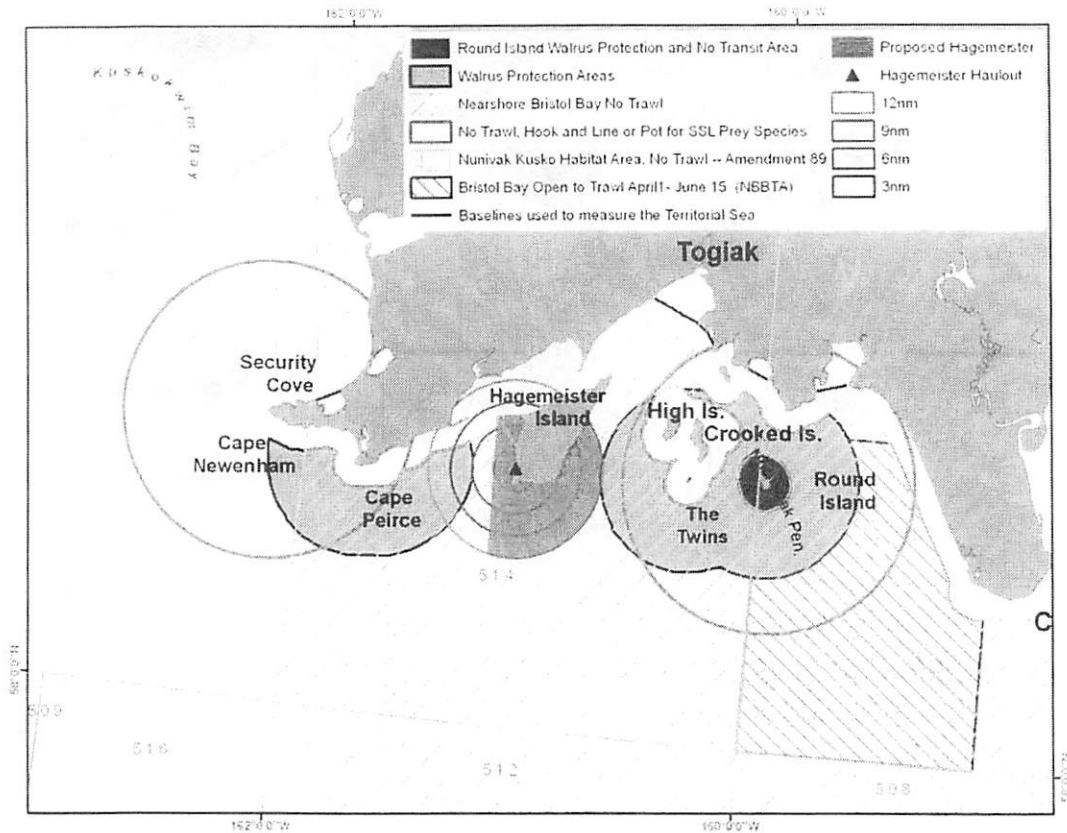 162°0'0"W
160°0'0"W
Kuskokwim Bay
Round Island Walrus Protection and No Transit Area
Walrus Protection Areas
Nearshore Bristol Bay No Trawl
No Trawl, Hook and Line or Pot for SSL Prey Species
Nunivak Kusko Habitat Area, No Trawl -- Amendment 89
Bristol Bay Open to Trawl April1- June 15 (NBBTA)
Baselines used to measure the Territorial Sea
Proposed Hagemeister
Hagemeister Haulout
12nm
9nm
6nm
3nm
Togiak
Security
Cove
Hagemeister
Island
High Is.
Crooked Is.
Cape
Newenham
Cape
Peirce
The
Twins
Round
Island
Pen.
514
C
58°0'0"N
509
516
512
508
162°0'0"W
160°0'0"W